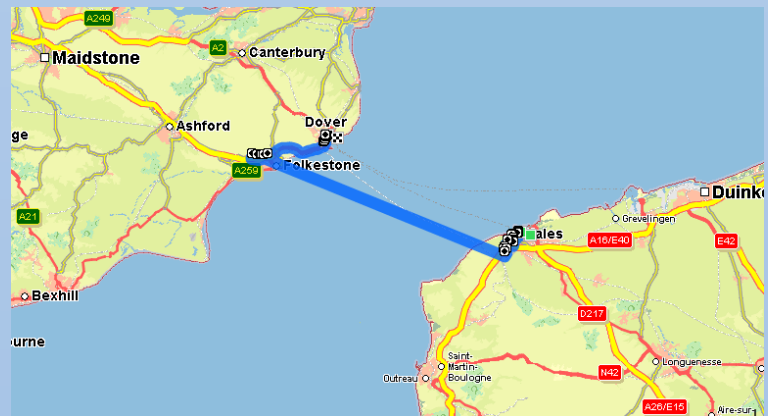 A249
Maidstone
A2
Canterbury
Dover
Ashford
ge
A259
Folkestone
A21
Duinke
Grevelingen
ales
A16/E40
E42
Bexhill
D217
urne
Saint-
Martin-
Boulogne
Longuenesse
Outreau
N42
A26/E15
Aire-sur-